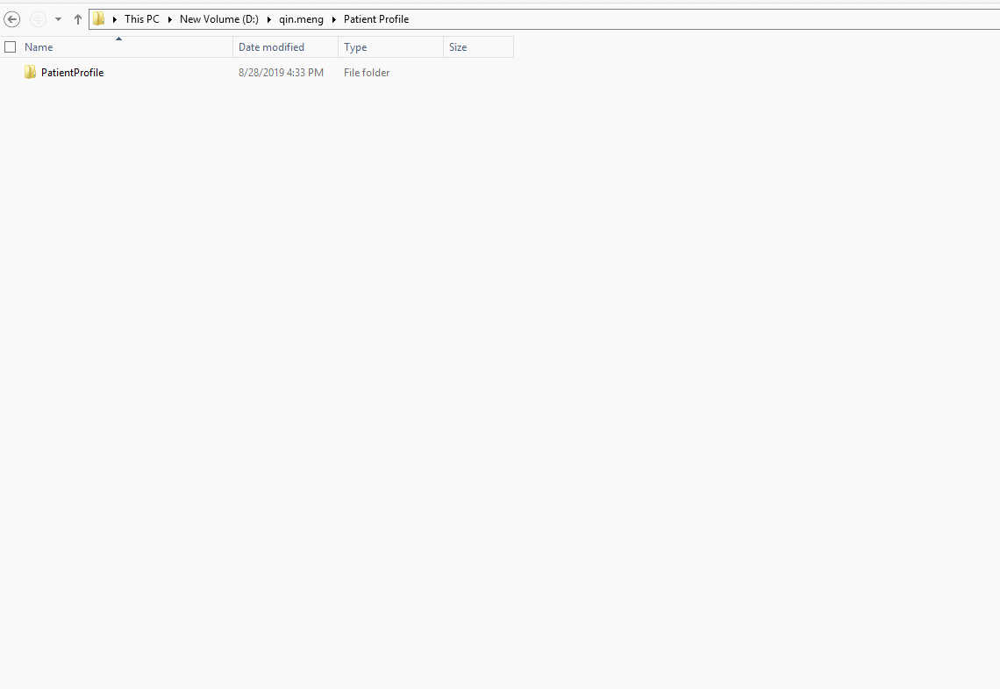 This PC New Volume (D:) qin.meng Patient Profile
Name Date modified Type Size
PatientProfile 8/28/2019 4:33 PM File folder